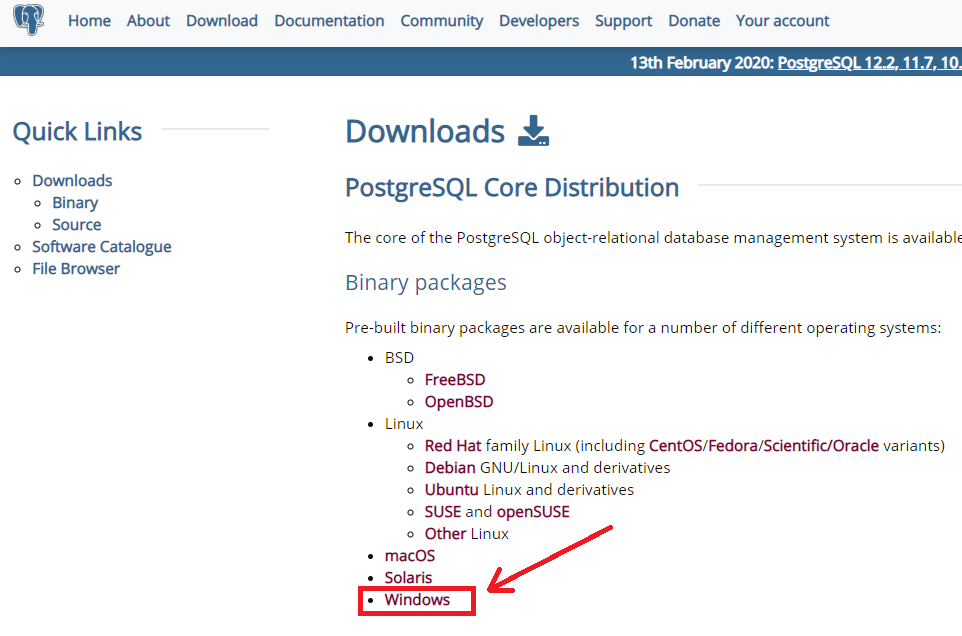 Home About Download Documentation Community Developers Support Donate Your account
13th February 2020: PostgreSQL 12.2, 11.7, 10.
Quick Links
Downloads
Binary
Source
Software Catalogue
File Browser
Downloads
PostgreSQL Core Distribution
The core of the PostgreSQL object-relational database management system is available
Binary packages
Pre-built binary packages are available for a number of different operating systems:
BSD
FreeBSD
OpenBSD
Linux
Red Hat family Linux (including CentOS/Fedora/Scientific/Oracle variants)
Debian GNU/Linux and derivatives
Ubuntu Linux and derivatives
SUSE and openSUSE
Other Linux
macOS
Solaris
Windows